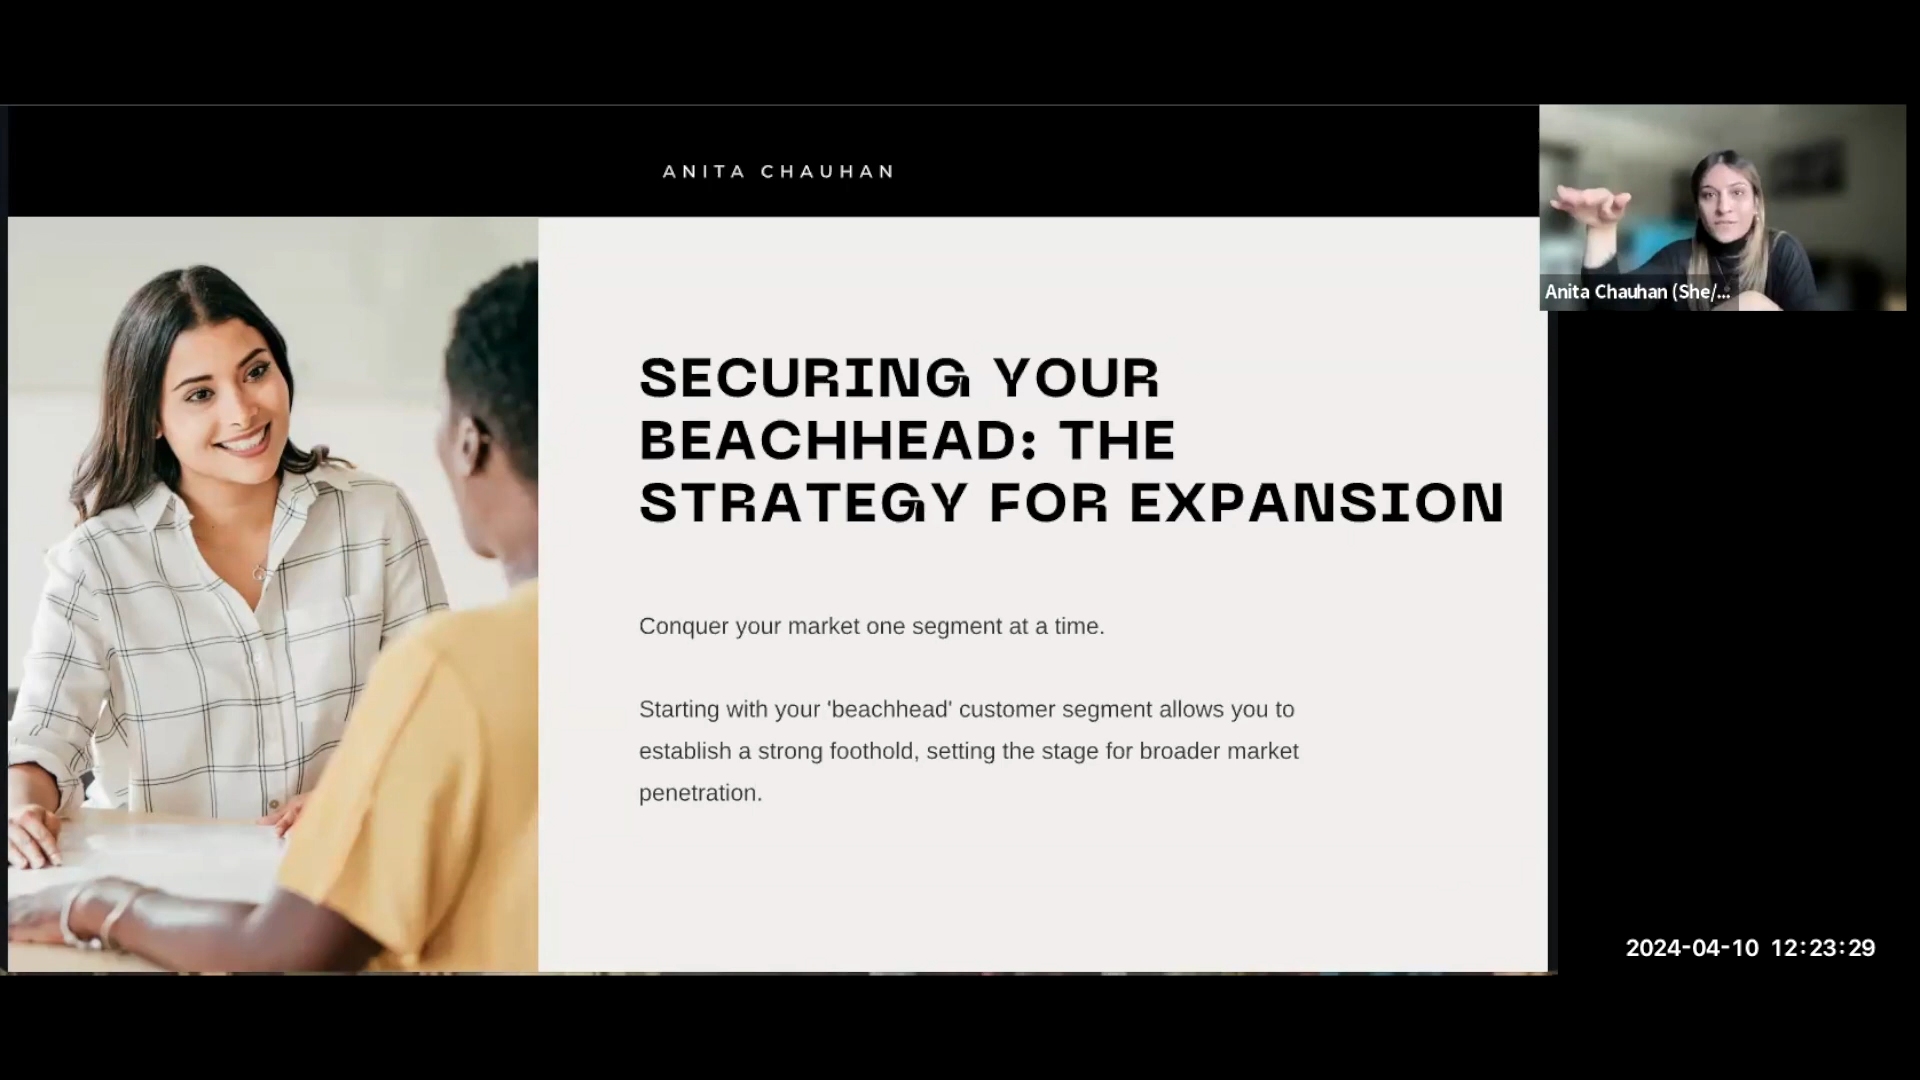 ANITA CHAUHAN
Anita Chauhan (She/...
SECURING YOUR
BEACHHEAD: THE
STRATEGY FOR EXPANSION
Conquer your market one segment at a time.
Starting with your 'beachhead' customer segment allows you to
establish a strong foothold, setting the stage for broader market
penetration.
2024-04-10 12:23:29